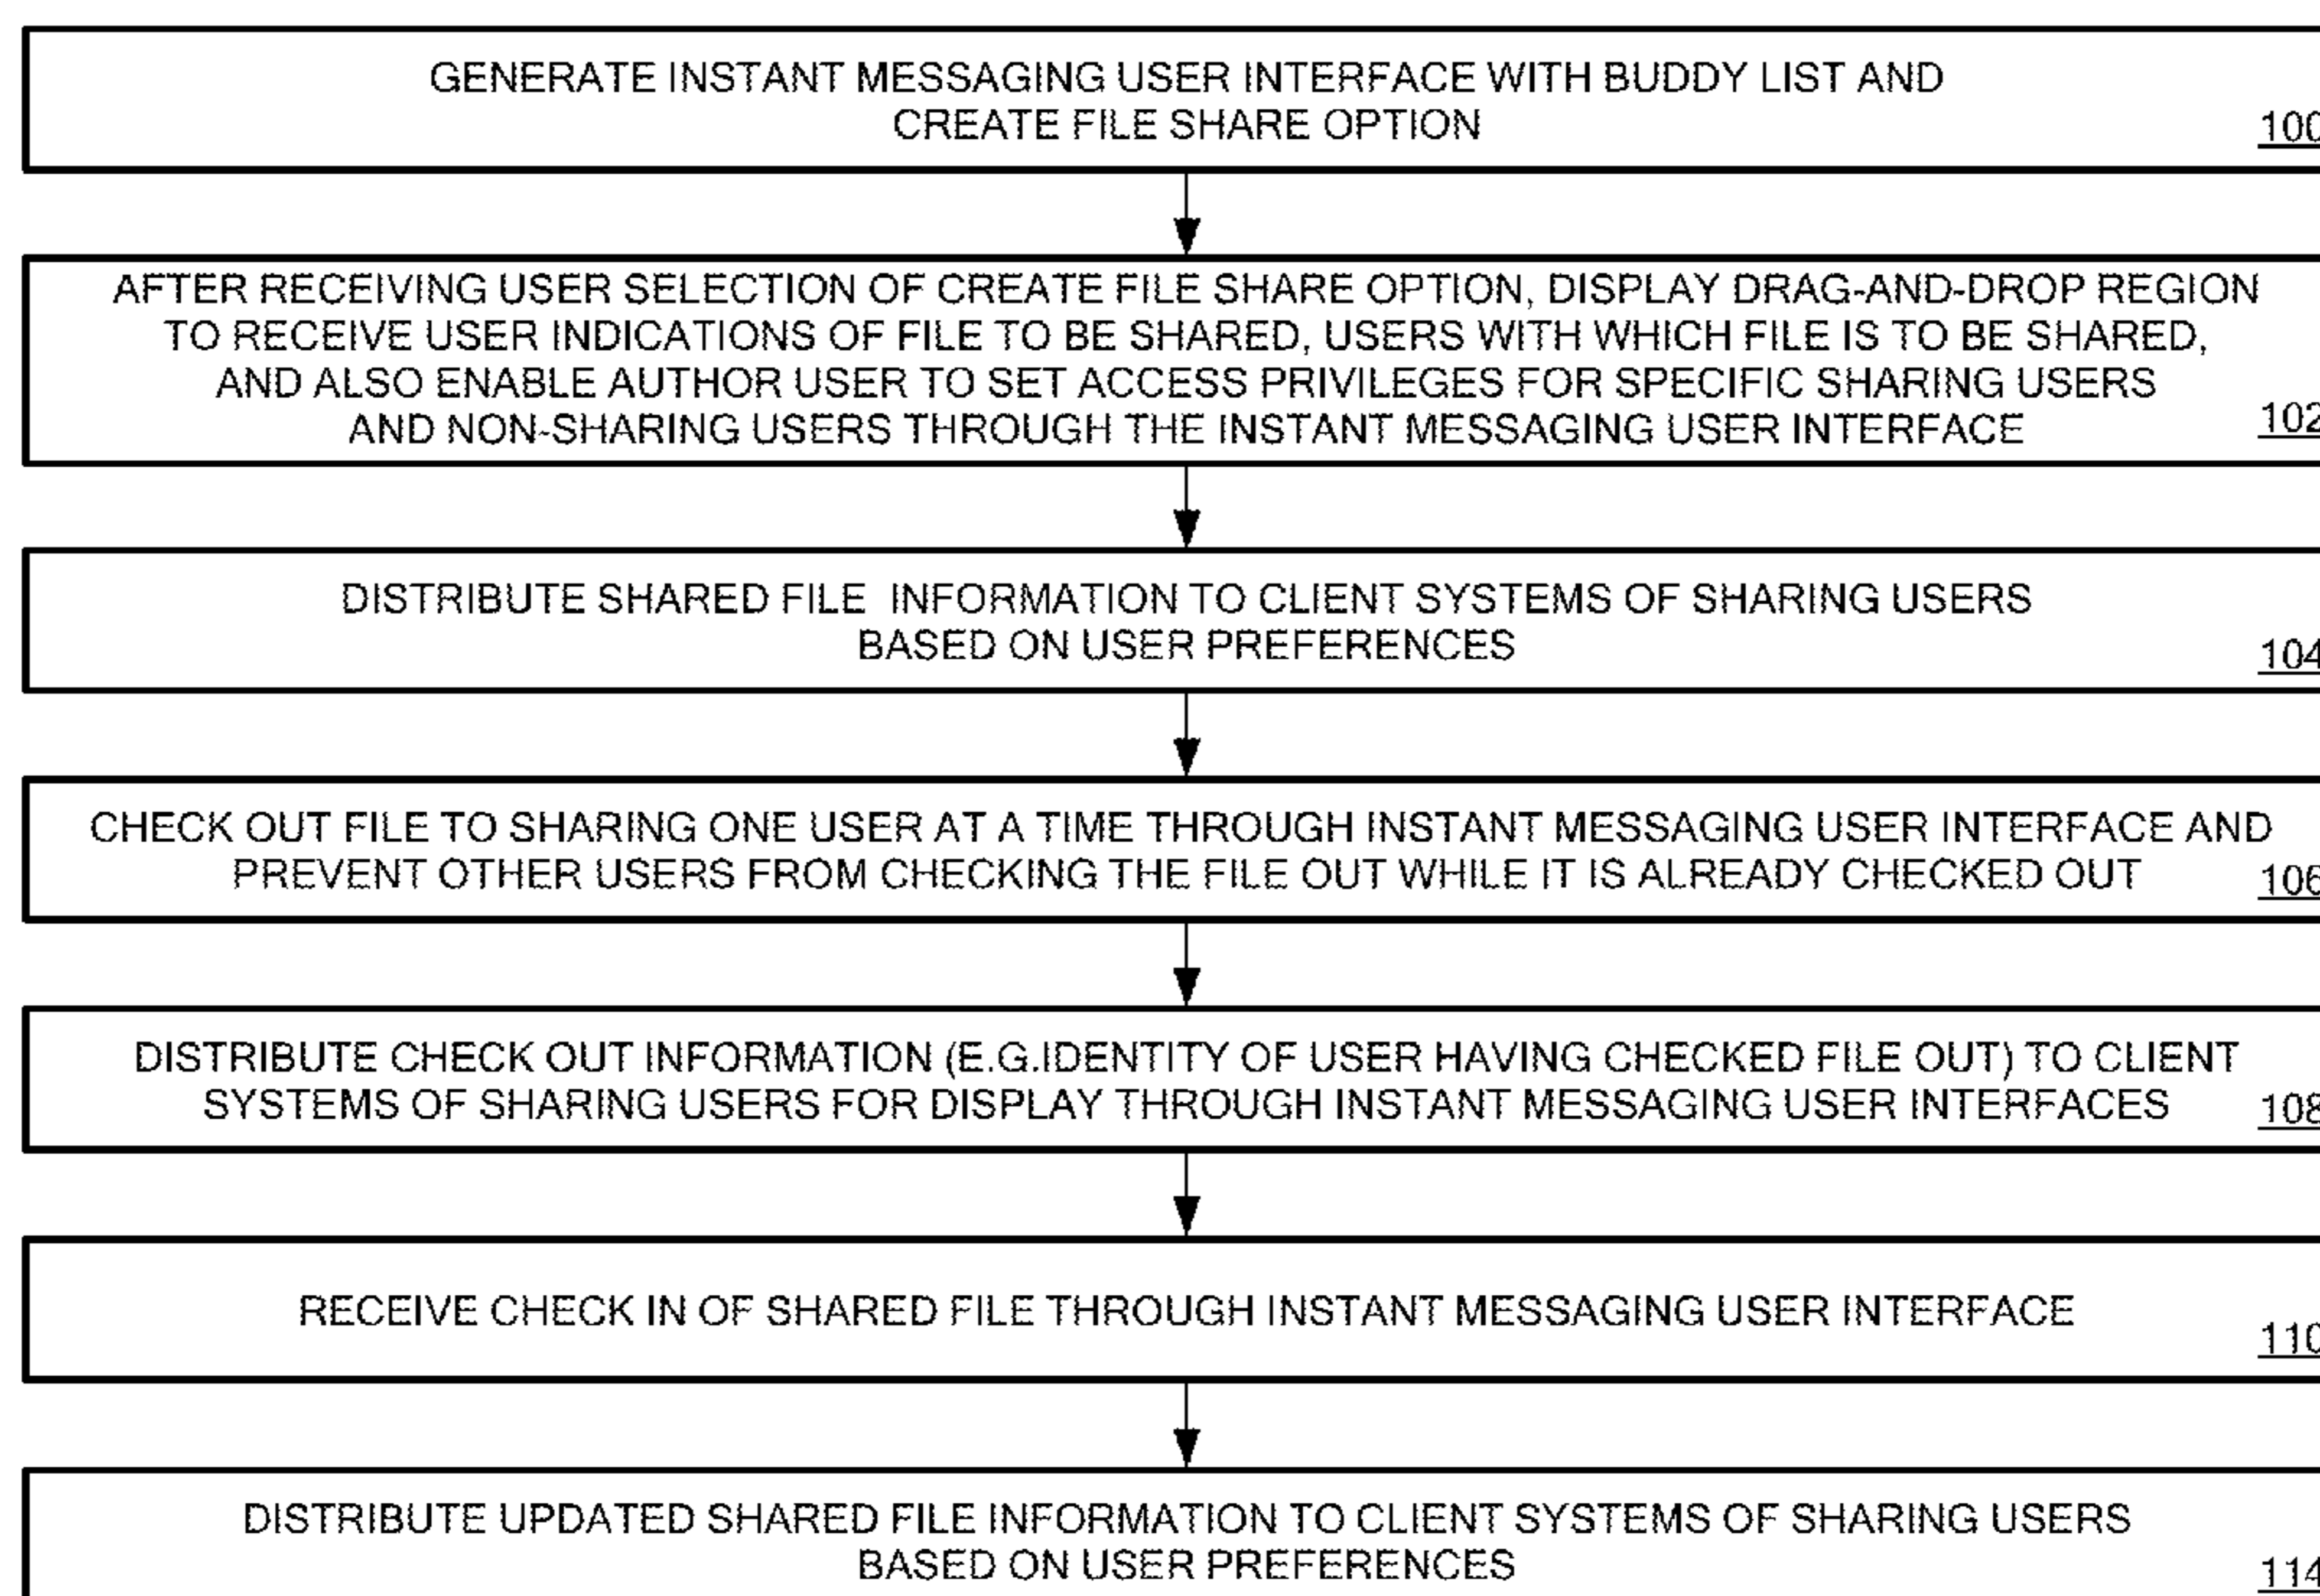 GENERATE INSTANT MESSAGING USER INTERFACE WITH BUDDY LIST AND
CREATE FILE SHARE OPTION
100
AFTER RECEIVING USER SELECTION OF CREATE FILE SHARE OPTION, DISPLAY DRAG-AND-DROP REGION
TO RECEIVE USER INDICATIONS OF FILE TO BE SHARED, USERS WITH WHICH FILE IS TO BE SHARED,
AND ALSO ENABLE AUTHOR USER TO SET ACCESS PRIVILEGES FOR SPECIFIC SHARING USERS
AND NON-SHARING USERS THROUGH THE INSTANT MESSAGING USER INTERFACE
102
DISTRIBUTE SHARED FILE INFORMATION TO CLIENT SYSTEMS OF SHARING USERS
BASED ON USER PREFERENCES
104
CHECK OUT FILE TO SHARING ONE USER AT A TIME THROUGH INSTANT MESSAGING USER INTERFACE AND
PREVENT OTHER USERS FROM CHECKING THE FILE OUT WHILE IT IS ALREADY CHECKED OUT
106
DISTRIBUTE CHECK OUT INFORMATION (E.G.IDENTITY OF USER HAVING CHECKED FILE OUT) TO CLIENT
SYSTEMS OF SHARING USERS FOR DISPLAY THROUGH INSTANT MESSAGING USER INTERFACES
108
RECEIVE CHECK IN OF SHARED FILE THROUGH INSTANT MESSAGING USER INTERFACE
110
DISTRIBUTE UPDATED SHARED FILE INFORMATION TO CLIENT SYSTEMS OF SHARING USERS
BASED ON USER PREFERENCES
114